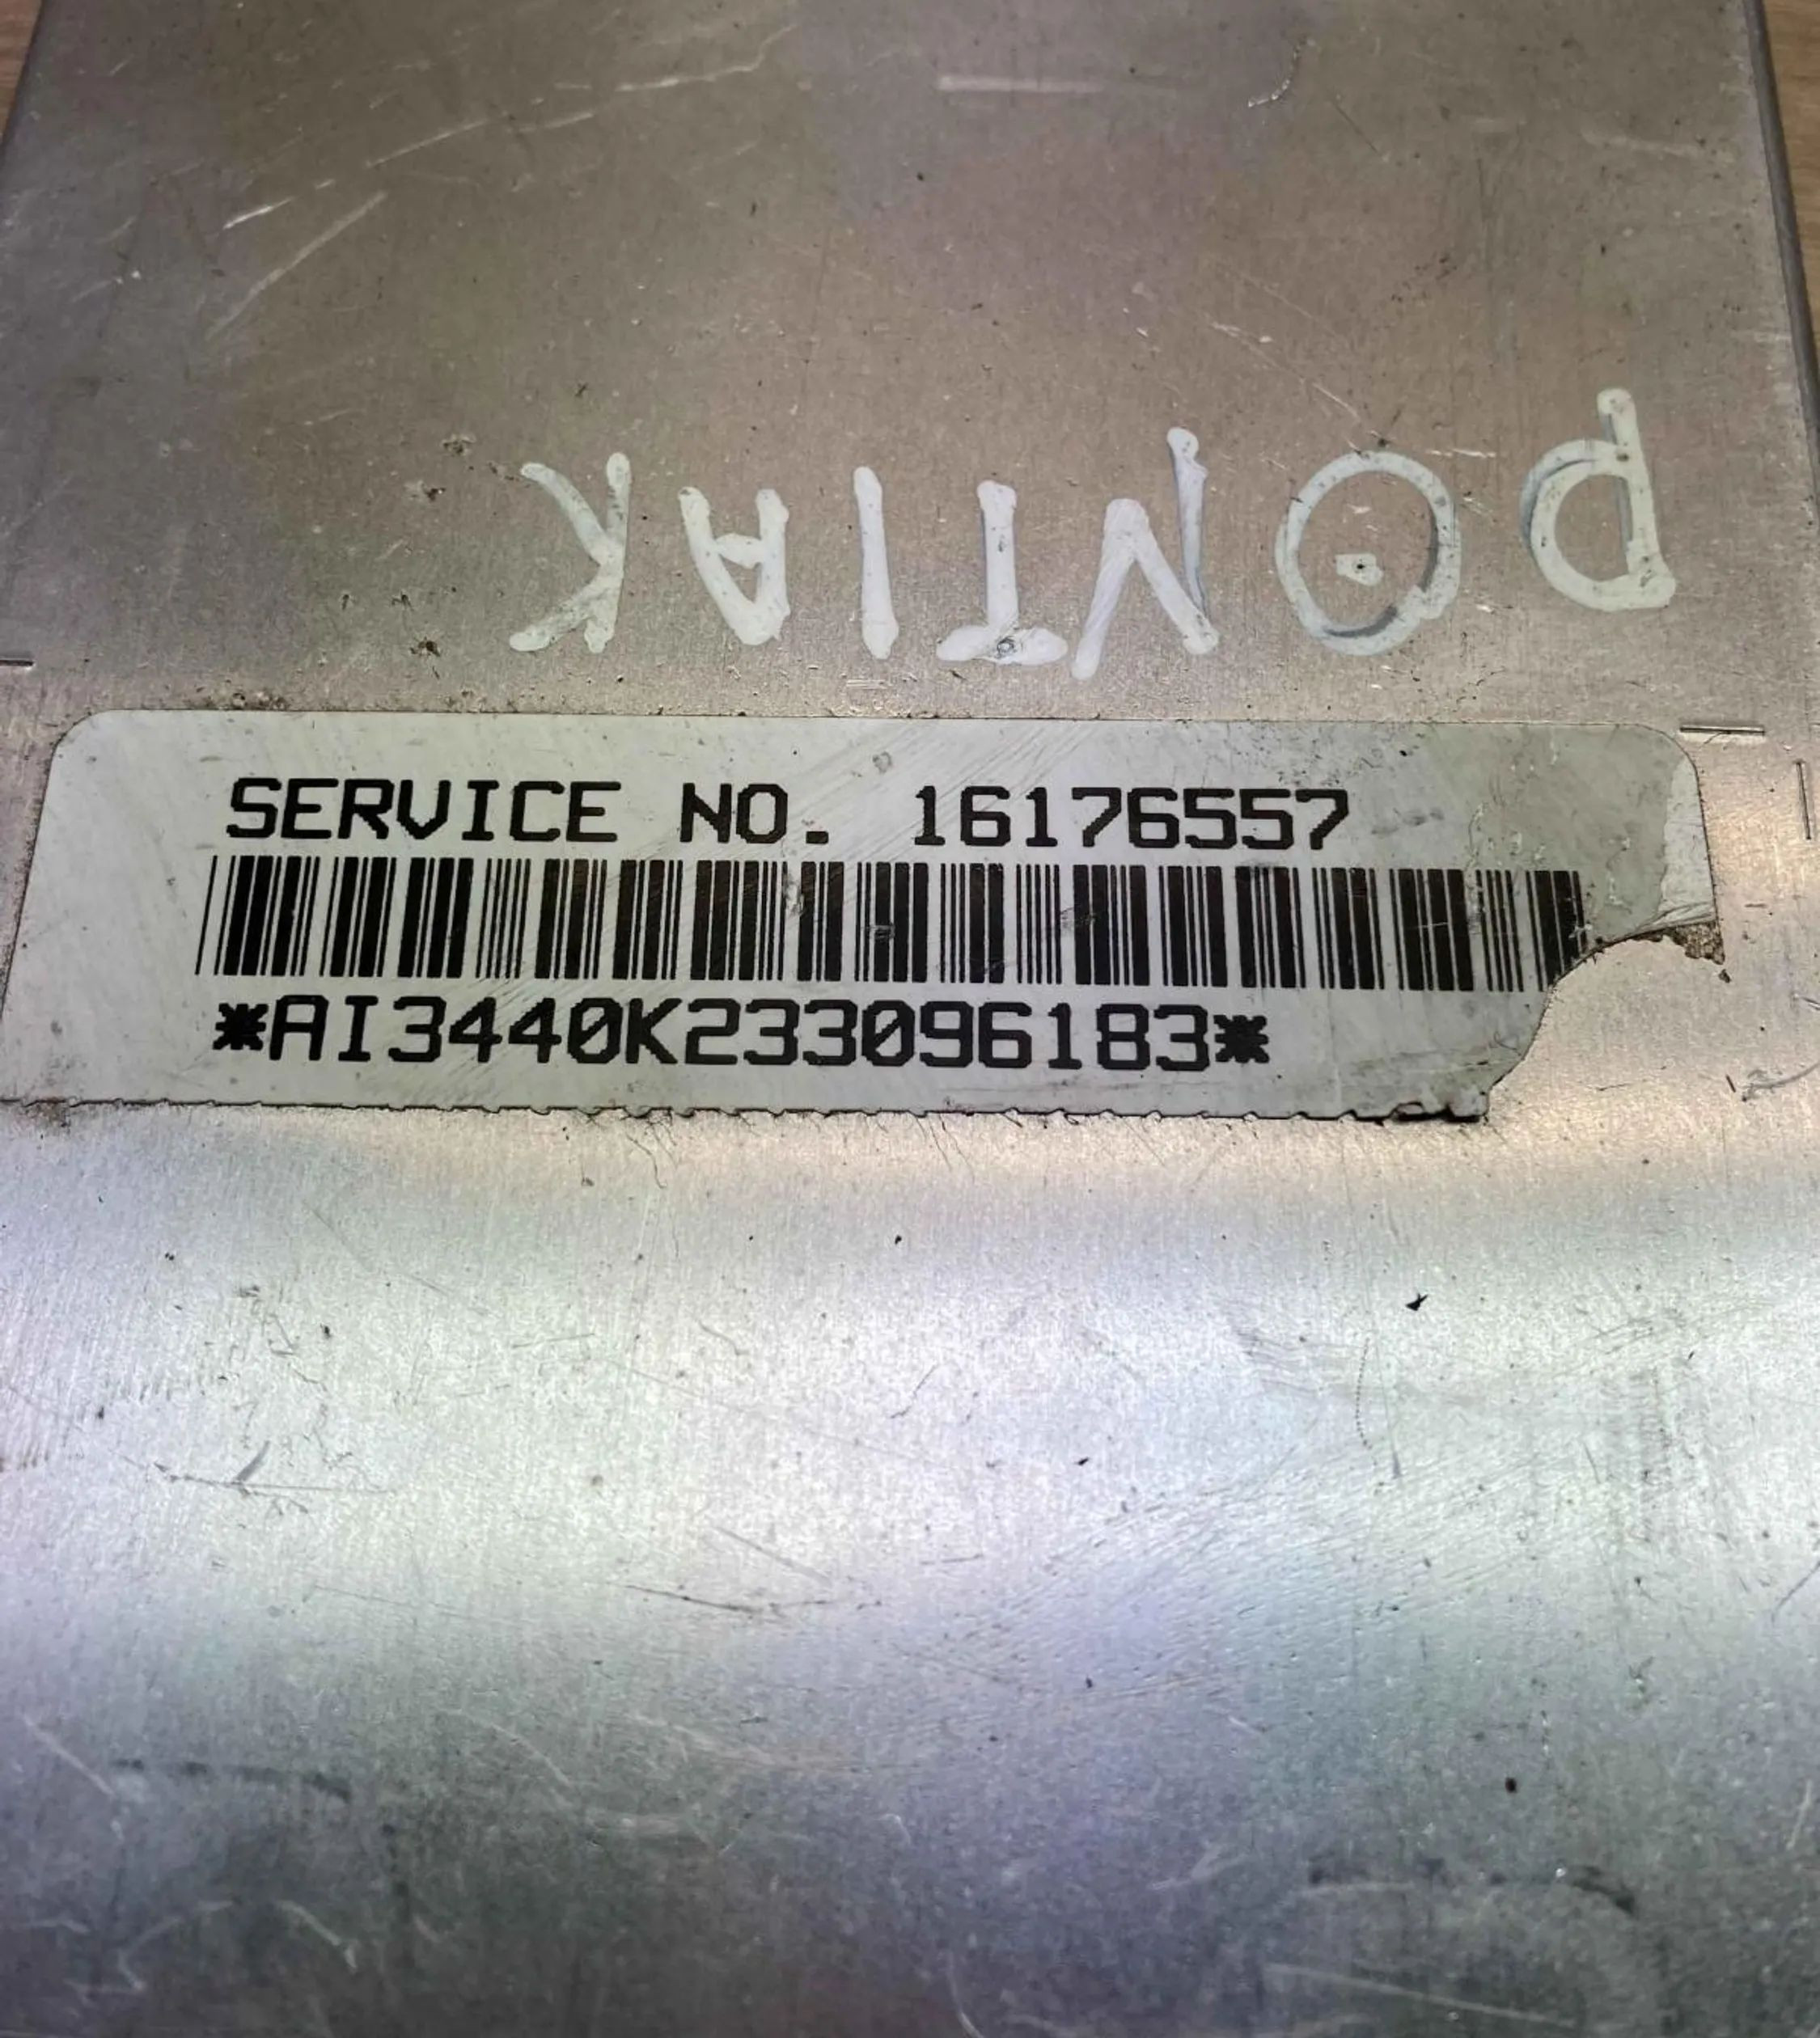 PONTIAK
SERVICE NO. 16176557
*AI3440K233096183*